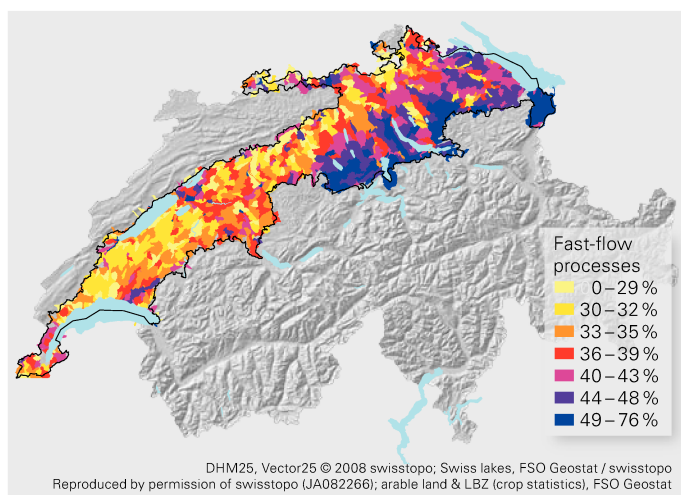 Fast-flow
processes
0–29 %
30–32 %
33–35 %
36–39 %
40–43 %
44–48 %
49–76 %
DHM25, Vector25 © 2008 swisstopo; Swiss lakes, FSO Geostat / swisstopo
Reproduced by permission of swisstopo (JA082266); arable land & LBZ (crop statistics), FSO Geostat